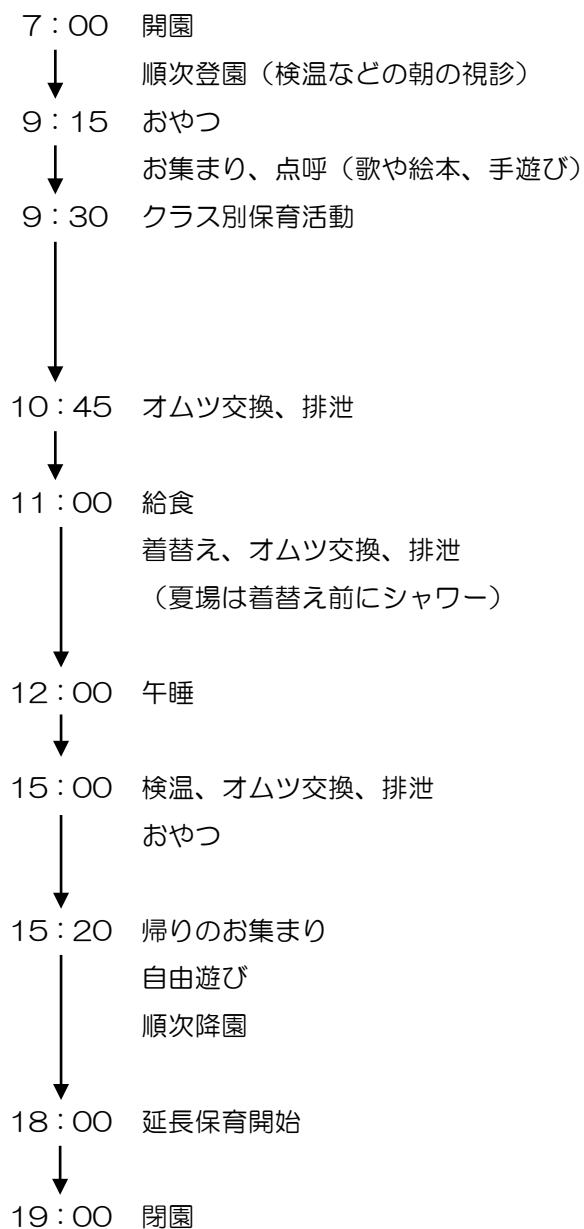 7：00 開園
順次登園（検温などの朝の視診）
9：15 おやつ
お集まり、点呼（歌や絵本、手遊び）
9：30 クラス別保育活動
10：45 オムツ交換、排泄
11：00 給食
着替え、オムツ交換、排泄
（夏場は着替え前にシャワー）
12：00 午睡
15：00 検温、オムツ交換、排泄
おやつ
15：20 帰りのお集まり
自由遊び
順次降園
18：00 延長保育開始
19：00 閉園